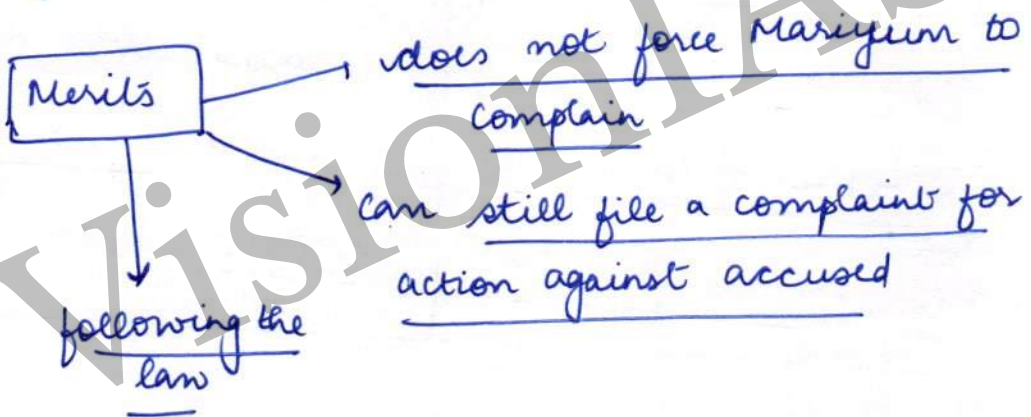 Merits
does not force Mariyum to
complain
can still file a complaint for
action against accused
following the
law
VisionIAS